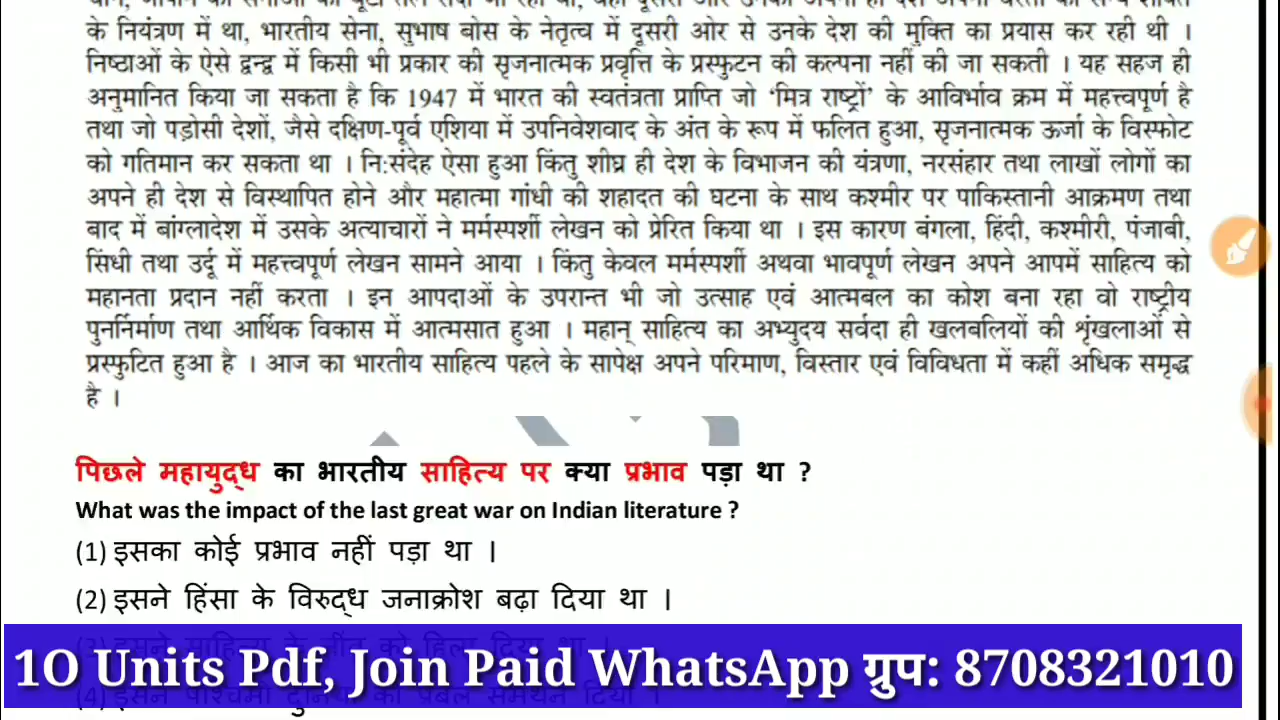 के नियंत्रण में था, भारतीय सेना, सुभाष बोस के नेतृत्व में दूसरी ओर से उनके देश की मुक्ति का प्रयास कर रही थी ।
निष्ठाओं के ऐसे द्वन्द्व में किसी भी प्रकार की सृजनात्मक प्रवृत्ति के प्रस्फुटन की कल्पना नहीं की जा सकती । यह सहज ही
अनुमानित किया जा सकता है कि 1947 में भारत की स्वतंत्रता प्राप्ति जो ‘मित्र राष्ट्रों’ के आविर्भाव क्रम में महत्त्वपूर्ण है
तथा जो पड़ोसी देशों, जैसे दक्षिण-पूर्व एशिया में उपनिवेशवाद के अंत के रूप में फलित हुआ, सृजनात्मक ऊर्जा के विस्फोट
को गतिमान कर सकता था । नि:संदेह ऐसा हुआ किंतु शीघ्र ही देश के विभाजन की यंत्रणा, नरसंहार तथा लाखों लोगों का
अपने ही देश से विस्थापित होने और महात्मा गांधी की शहादत की घटना के साथ कश्मीर पर पाकिस्तानी आक्रमण तथा
बाद में बांग्लादेश में उसके अत्याचारों ने मर्मस्पर्शी लेखन को प्रेरित किया था । इस कारण बंगला, हिंदी, कश्मीरी, पंजाबी,
सिंधी तथा उर्दू में महत्त्वपूर्ण लेखन सामने आया । किंतु केवल मर्मस्पर्शी अथवा भावपूर्ण लेखन अपने आपमें साहित्य को
महानता प्रदान नहीं करता । इन आपदाओं के उपरान्त भी जो उत्साह एवं आत्मबल का कोश बना रहा वो राष्ट्रीय
पुनर्निर्माण तथा आर्थिक विकास में आत्मसात हुआ । महान् साहित्य का अभ्युदय सर्वदा ही खलबलियों की शृंखलाओं से
प्रस्फुटित हुआ है । आज का भारतीय साहित्य पहले के सापेक्ष अपने परिमाण, विस्तार एवं विविधता में कहीं अधिक समृद्ध
है ।
पिछले महायुद्ध का भारतीय साहित्य पर क्या प्रभाव पड़ा था ?
What was the impact of the last great war on Indian literature ?
(1) इसका कोई प्रभाव नहीं पड़ा था ।
(2) इसने हिंसा के विरुद्ध जनाक्रोश बढ़ा दिया था ।
(3) इसने साहित्य के नींव को हिला दिया था ।
1O Units Pdf, Join Paid WhatsApp ग्रुप: 8708321010
(4) इसने पश्चिमी दुनिया का प्रबल समर्थन दिया ।